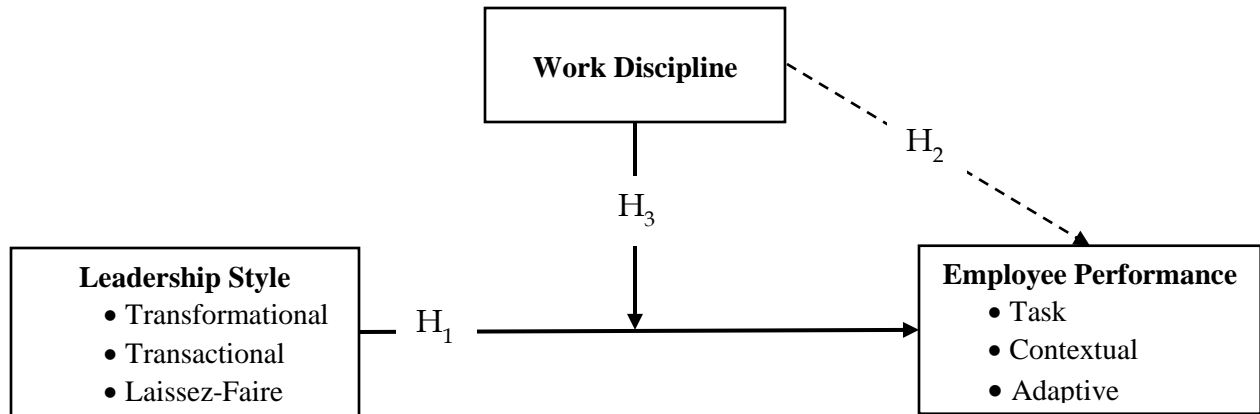 Work Discipline
H2
H3
Leadership Style
• Transformational
• Transactional
• Laissez-Faire
H1
Employee Performance
• Task
• Contextual
• Adaptive